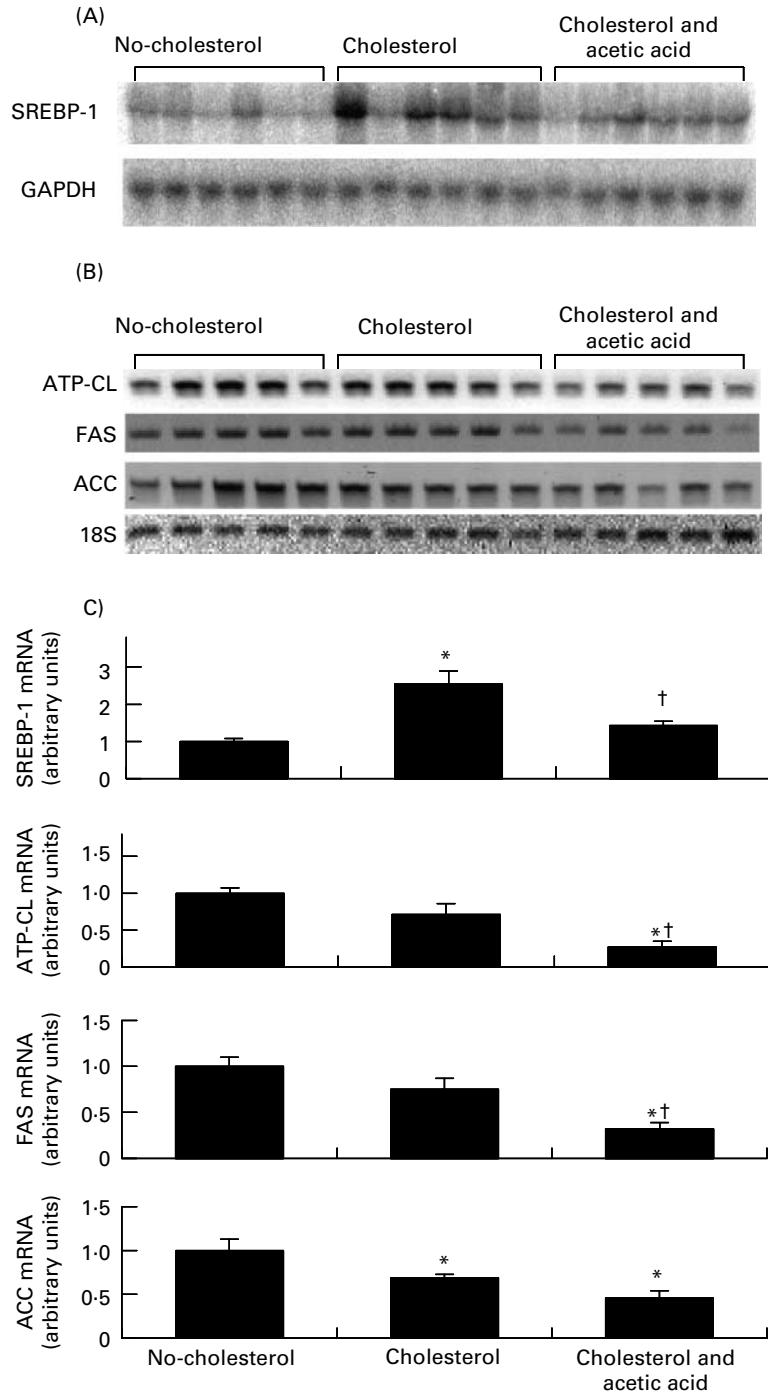 (A)
No-cholesterol Cholesterol Cholesterol and
acetic acid
SREBP-1
GAPDH
(B)
No-cholesterol Cholesterol Cholesterol and
acetic acid
ATP-CL
FAS
ACC
18S
C)
SREBP-1 mRNA
(arbitrary units)
3
2
1
0
*
†
ATP-CL mRNA
(arbitrary units)
1·5
1·0
0·5
0
*†
FAS mRNA
(arbitrary units)
1·5
1·0
0·5
0
*†
ACC mRNA
(arbitrary units)
1·5
1·0
0·5
0
*
*
No-cholesterol Cholesterol Cholesterol and
acetic acid